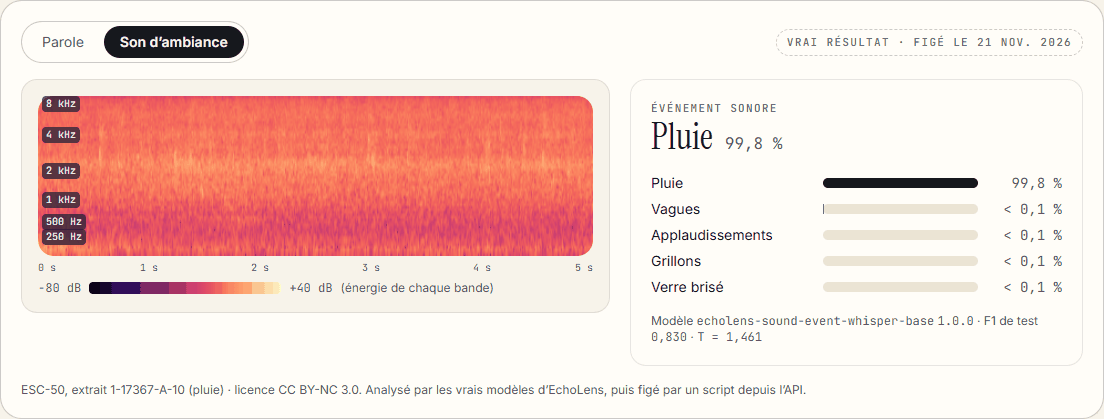 Parole
Son d’ambiance
VRAI RÉSULTAT · FIGÉ LE 21 NOV. 2026
8 kHz
4 kHz
2 kHz
1 kHz
500 Hz
250 Hz
0 s 1 s 2 s 3 s 4 s 5 s
-80 dB +40 dB (énergie de chaque bande)
ÉVÉNEMENT SONORE
Pluie 99,8 %
Pluie 99,8 %
Vagues < 0,1 %
Applaudissements < 0,1 %
Grillons < 0,1 %
Verre brisé < 0,1 %
Modèle echolens-sound-event-whisper-base 1.0.0 · F1 de test
0,830 · T = 1,461
ESC-50, extrait 1-17367-A-10 (pluie) · licence CC BY-NC 3.0. Analysé par les vrais modèles d’EchoLens, puis figé par un script depuis l’API.